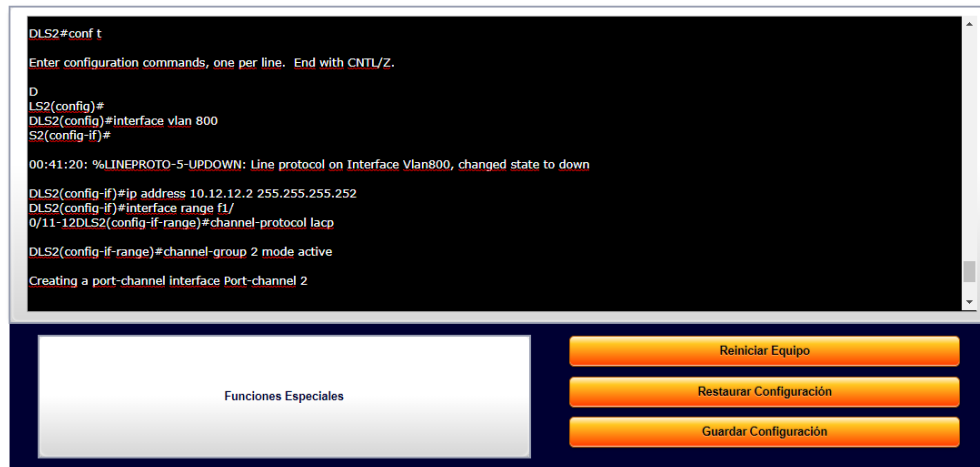 DLS2#conf t
Enter configuration commands, one per line.  End with CNTL/Z.
D
LS2(config)#
DLS2(config)#interface vlan 800
S2(config-if)#
00:41:20: %LINEPROTO-5-UPDOWN: Line protocol on Interface Vlan800, changed state to down
DLS2(config-if)#ip address 10.12.12.2 255.255.255.252
DLS2(config-if)#interface range f1/
0/11-12DLS2(config-if-range)#channel-protocol lacp
DLS2(config-if-range)#channel-group 2 mode active
Creating a port-channel interface Port-channel 2
Funciones Especiales
Reiniciar Equipo
Restaurar Configuración
Guardar Configuración